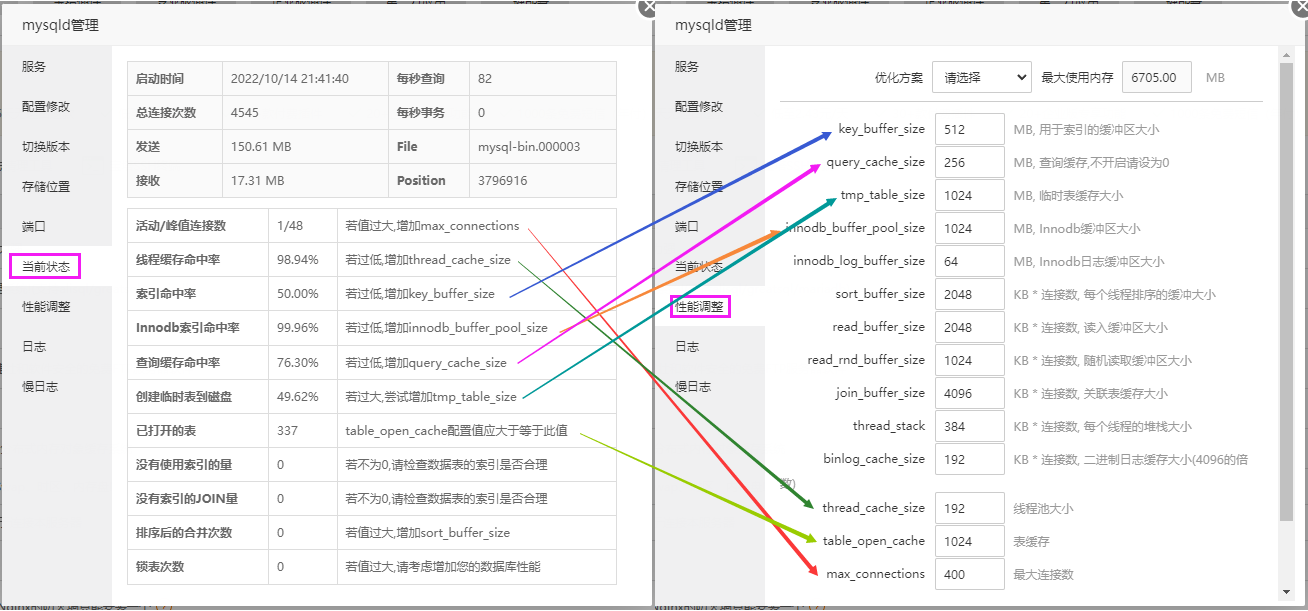 mysqld管理
服务
配置修改
切换版本
存储位置
端口
当前状态
性能调整
日志
慢日志
启动时间 2022/10/14 21:41:40 每秒查询 82
总连接次数 4545 每秒事务 0
发送 150.61 MB File mysql-bin.000003
接收 17.31 MB Position 3796916
活动/峰值连接数 1/48 若值过大,增加max_connections
线程缓存命中率 98.94% 若过低,增加thread_cache_size
索引命中率 50.00% 若过低,增加key_buffer_size
Innodb索引命中率 99.96% 若过低,增加innodb_buffer_pool_size
查询缓存命中率 76.30% 若过低,增加query_cache_size
创建临时表到磁盘 49.62% 若过大,尝试增加tmp_table_size
已打开的表 337 table_open_cache配置值应大于等于此值
没有使用索引的量 0 若不为0,请检查数据表的索引是否合理
没有索引的JOIN量 0 若不为0,请检查数据表的索引是否合理
排序后的合并次数 0 若值过大,增加sort_buffer_size
锁表次数 0 若值过大,请考虑增加您的数据库性能
mysqld管理
服务
配置修改
切换版本
存储位置
端口
当前状态
性能调整
日志
慢日志
优化方案 请选择 最大使用内存 6705.00 MB
key_buffer_size 512 MB, 用于索引的缓冲区大小
query_cache_size 256 MB, 查询缓存,不开启请设为0
tmp_table_size 1024 MB, 临时表缓存大小
innodb_buffer_pool_size 1024 MB, Innodb缓冲区大小
innodb_log_buffer_size 64 MB, Innodb日志缓冲区大小
sort_buffer_size 2048 KB * 连接数, 每个线程排序的缓冲大小
read_buffer_size 2048 KB * 连接数, 读入缓冲区大小
read_rnd_buffer_size 1024 KB * 连接数, 随机读取缓冲区大小
join_buffer_size 4096 KB * 连接数, 关联表缓存大小
thread_stack 384 KB * 连接数, 每个线程的堆栈大小
binlog_cache_size 192 KB * 连接数, 二进制日志缓存大小(4096的倍
数)
thread_cache_size 192 线程池大小
table_open_cache 1024 表缓存
max_connections 400 最大连接数